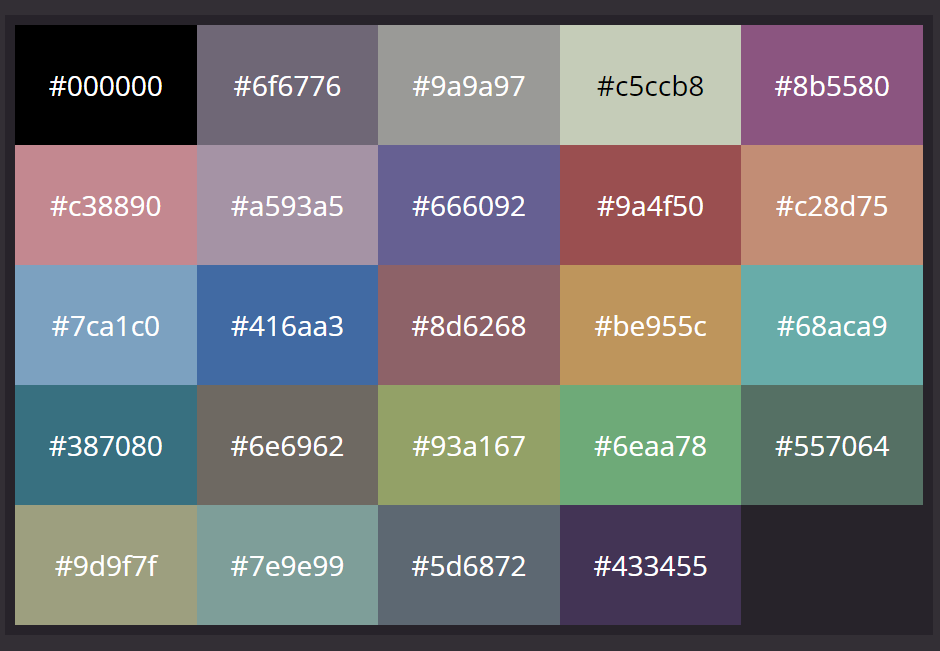 #000000 #6f6776 #9a9a97 #c5ccb8 #8b5580
#c38890 #a593a5 #666092 #9a4f50 #c28d75
#7ca1c0 #416aa3 #8d6268 #be955c #68aca9
#387080 #6e6962 #93a167 #6eaa78 #557064
#9d9f7f #7e9e99 #5d6872 #433455